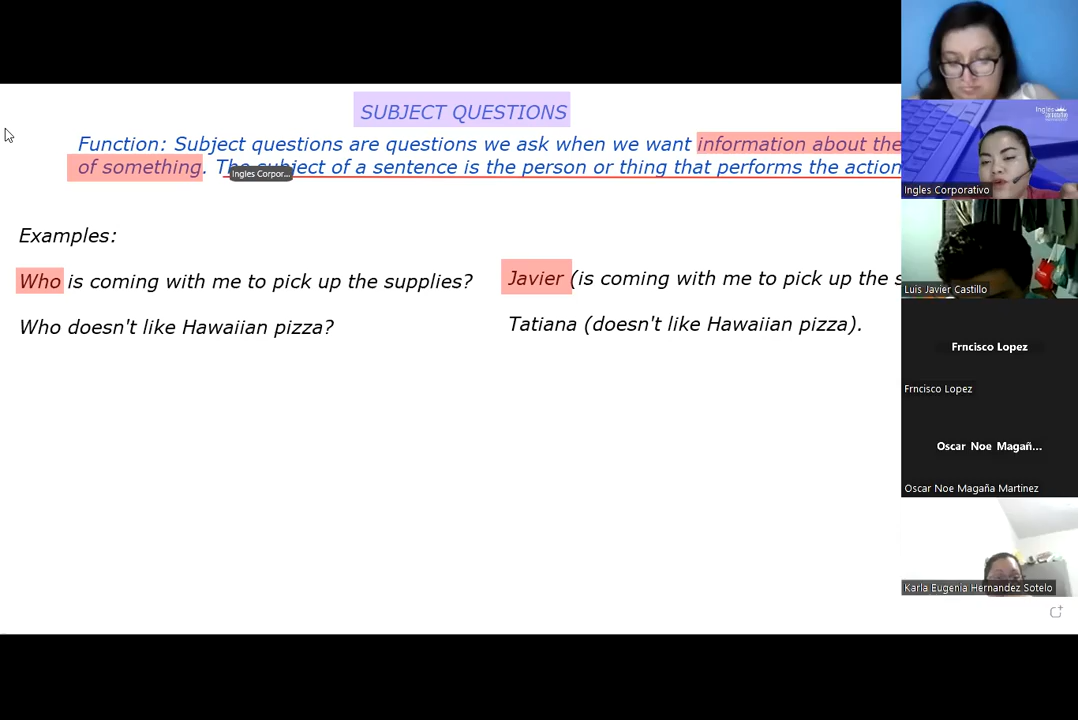 SUBJECT QUESTIONS
Function: Subject questions are questions we ask when we want information about the
of something. The subject of a sentence is the person or thing that performs the action
Ingles Corpor...
Examples:
Who is coming with me to pick up the supplies?
Javier (is coming with me to pick up the s
Who doesn't like Hawaiian pizza?
Tatiana (doesn't like Hawaiian pizza).
Ingles Corporativo
Luis Javier Castillo
Frncisco Lopez
Frncisco Lopez
Oscar Noe Magañ...
Oscar Noe Magaña Martinez
Karla Eugenia Hernandez Sotelo